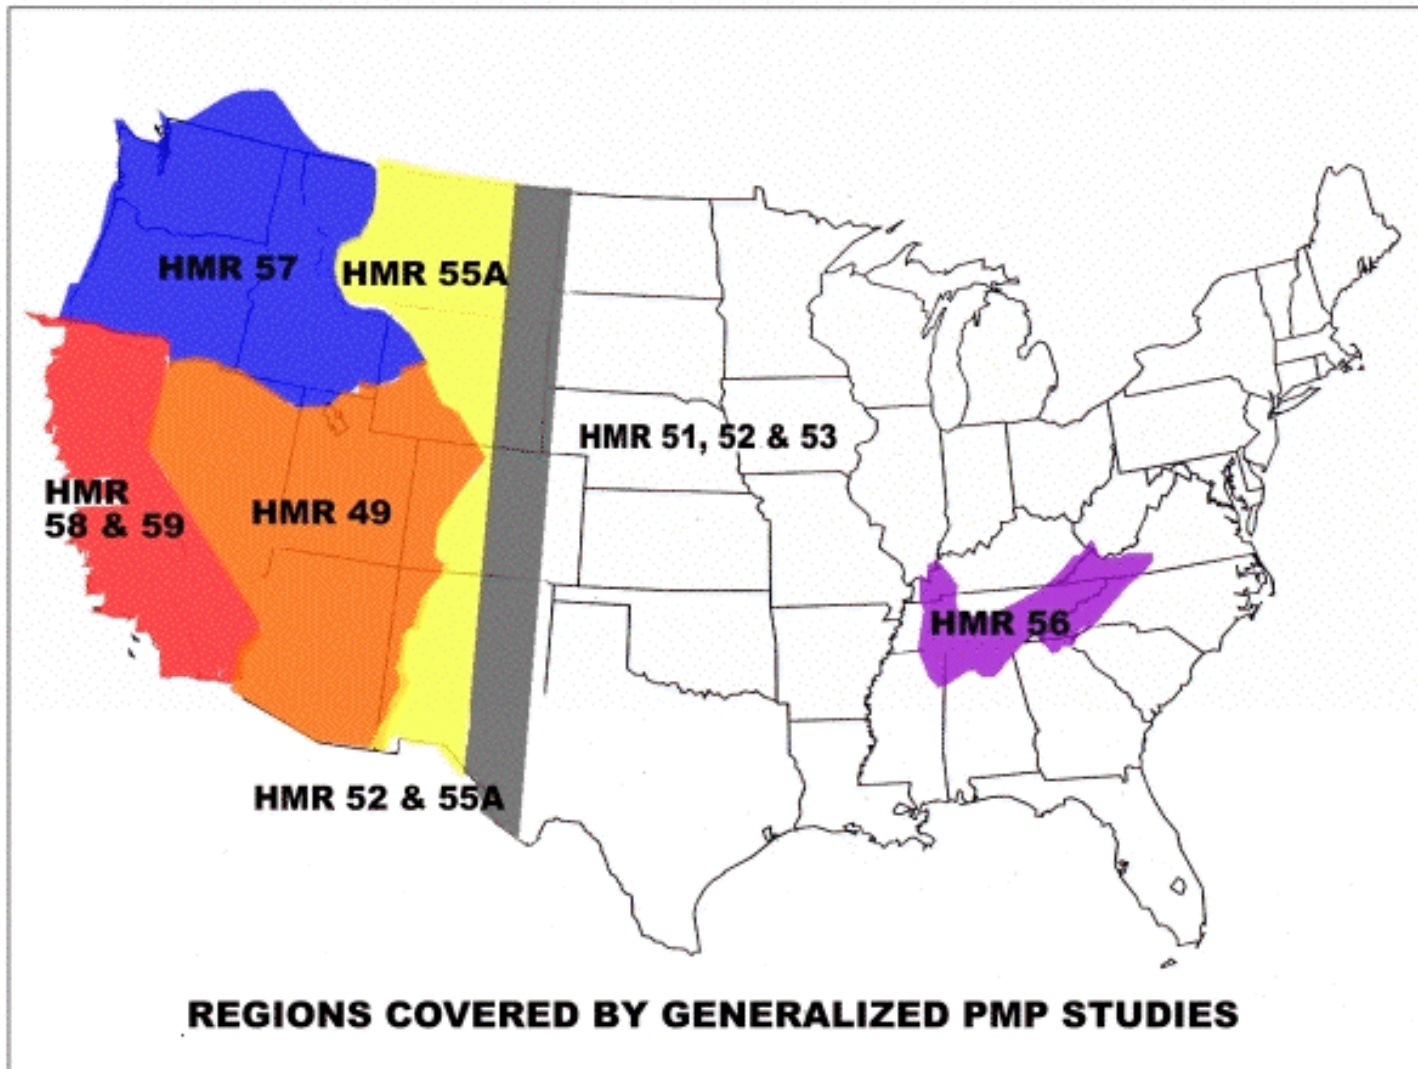 HMR 57
HMR 55A
HMR 51, 52 & 53
HMR
58 & 59
HMR 49
HMR 56
HMR 52 & 55A
REGIONS COVERED BY GENERALIZED PMP STUDIES